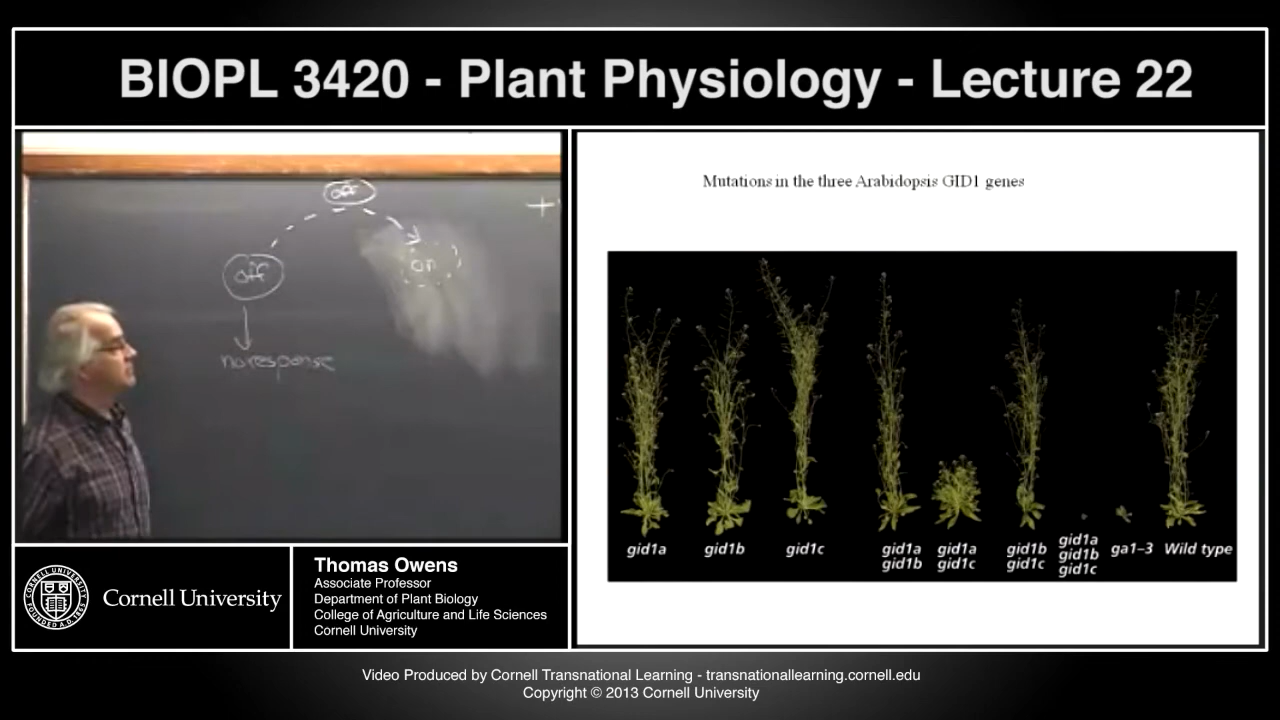 BIOPL 3420 - Plant Physiology - Lecture 22
off
+
off
on
no response
Mutations in the three Arabidopsis GID1 genes
gid1a
gid1b
gid1c
gid1a
gid1b
gid1a
gid1c
gid1b
gid1c
gid1a
gid1b
gid1c
ga1–3
Wild type
Cornell University
Thomas Owens
Associate Professor
Department of Plant Biology
College of Agriculture and Life Sciences
Cornell University
Video Produced by Cornell Transnational Learning - transnationallearning.cornell.edu
Copyright © 2013 Cornell University